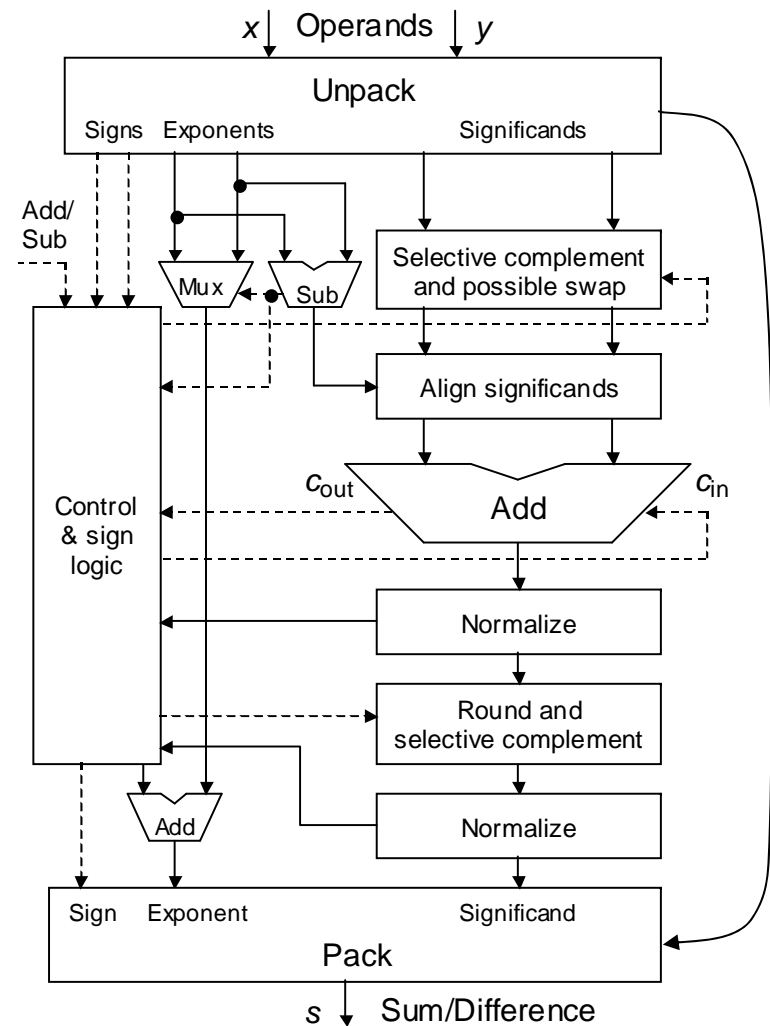 x Operands y
Unpack
Signs Exponents Significands
Add/
Sub
Mux
Sub
Selective complement
and possible swap
Align significands
Control
& sign
logic
cout
Add
cin
Normalize
Round and
selective complement
Add
Normalize
Sign Exponent Significand
Pack
s Sum/Difference